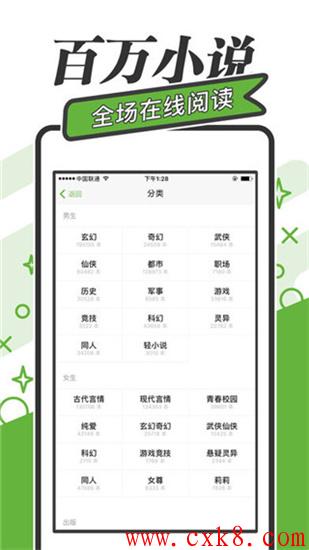 百万小说
全场在线阅读
中国联通 下午1:28
返回 分类
男生
玄幻 奇幻 武侠
仙侠 都市 职场
历史 军事 游戏
竞技 科幻 灵异
同人 轻小说
女生
古代言情 现代言情 青春校园
纯爱 玄幻奇幻 武侠仙侠
科幻 游戏竞技 悬疑灵异
同人 女尊 莉莉
出版
www.cxk8.com